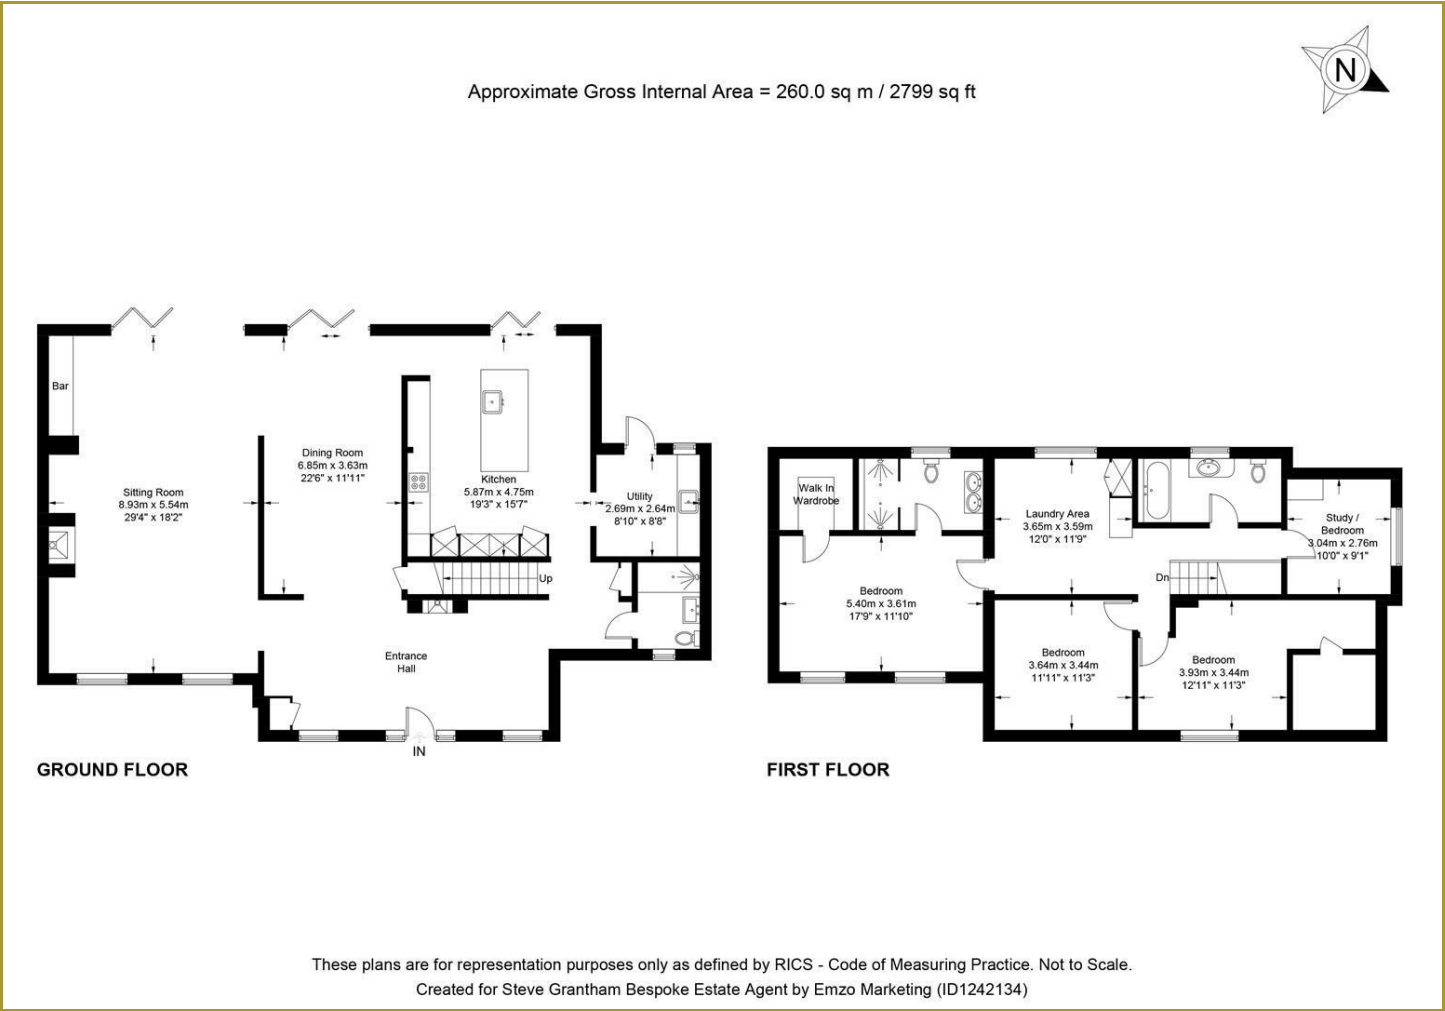 N
Approximate Gross Internal Area = 260.0 sq m / 2799 sq ft
Bar
Sitting Room
8.93m x 5.54m
29'4" x 18'2"
Dining Room
6.85m x 3.63m
22'6" x 11'11"
Kitchen
5.87m x 4.75m
19'3" x 15'7"
Utility
2.69m x 2.64m
8'10" x 8'8"
Up
Entrance
Hall
IN
GROUND FLOOR
Walk In
Wardrobe
Laundry Area
3.65m x 3.59m
12'0" x 11'9"
Study /
Bedroom
3.04m x 2.76m
10'0" x 9'1"
Bedroom
5.40m x 3.61m
17'9" x 11'10"
Dn
Bedroom
3.64m x 3.44m
11'11" x 11'3"
Bedroom
3.93m x 3.44m
12'11" x 11'3"
FIRST FLOOR
These plans are for representation purposes only as defined by RICS - Code of Measuring Practice. Not to Scale.
Created for Steve Grantham Bespoke Estate Agent by Emzo Marketing (ID1242134)